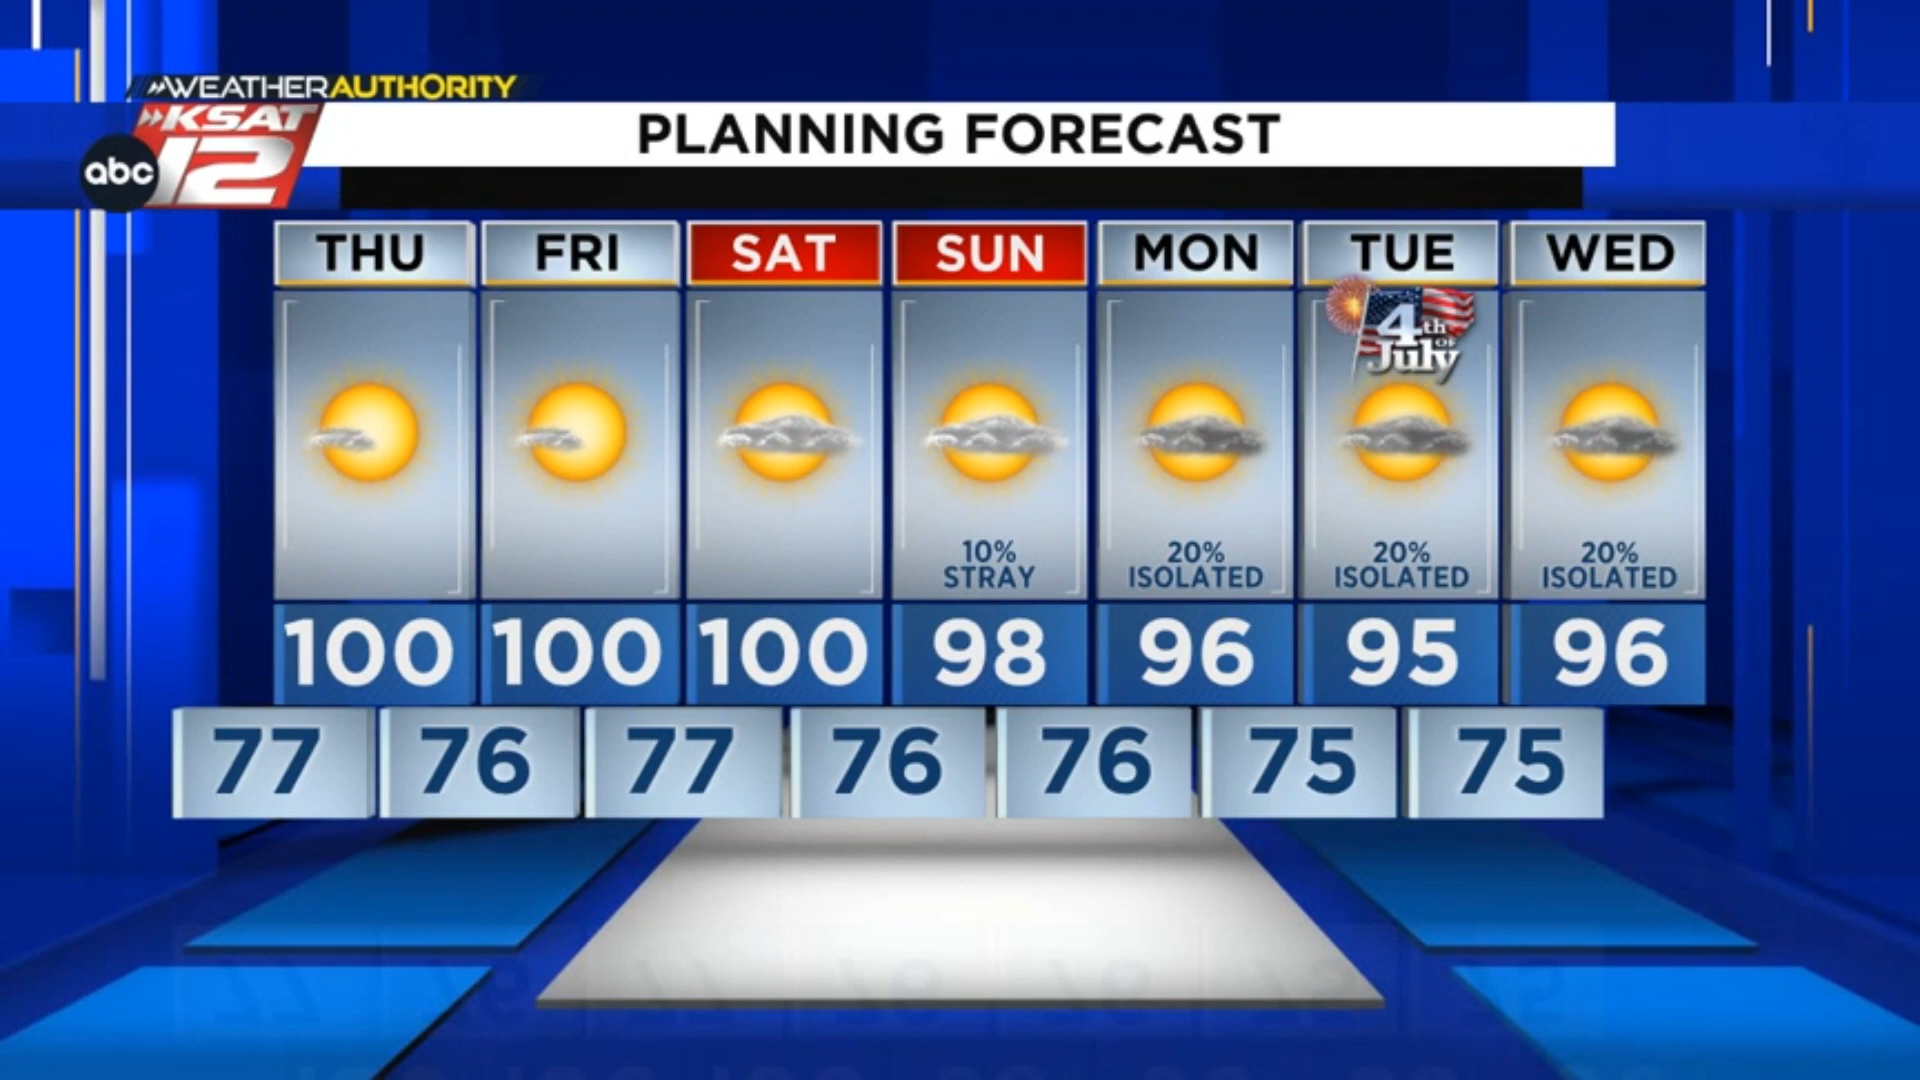 WEATHERAUTHORITY
KSAT
12
abc
PLANNING FORECAST
THU FRI SAT SUN MON TUE WED
4th
OF
July
10% 20% 20% 20%
STRAY ISOLATED ISOLATED ISOLATED
100 100 100 98 96 95 96
77 76 77 76 76 75 75